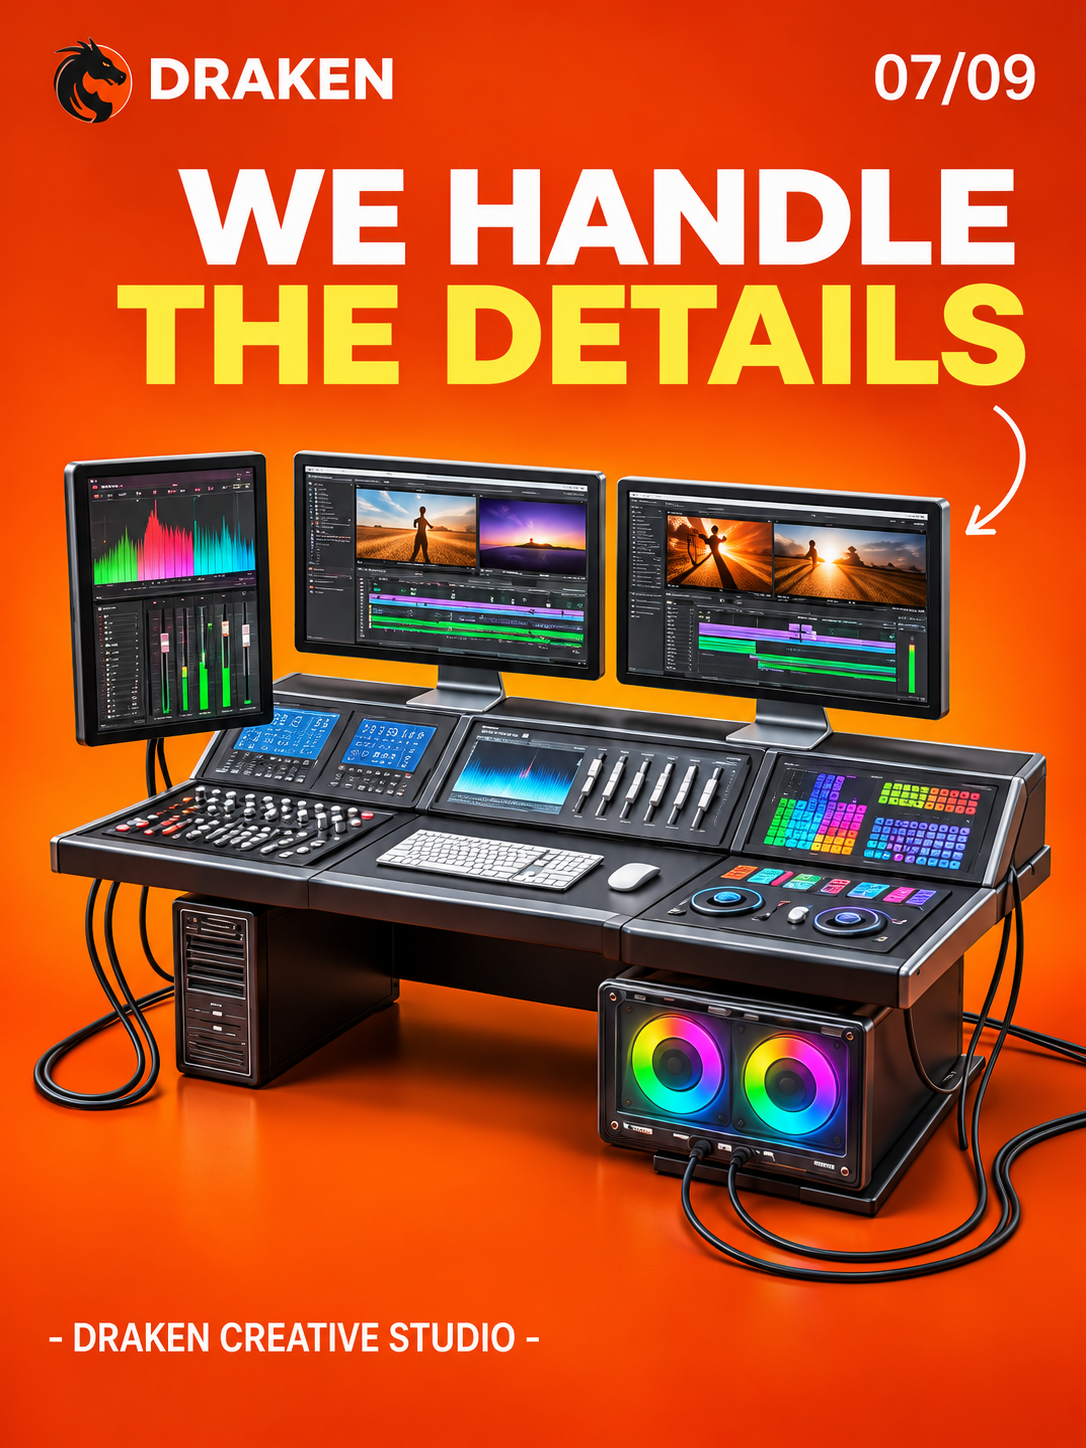 DRAKEN
07/09
WE HANDLE
THE DETAILS
- DRAKEN CREATIVE STUDIO -